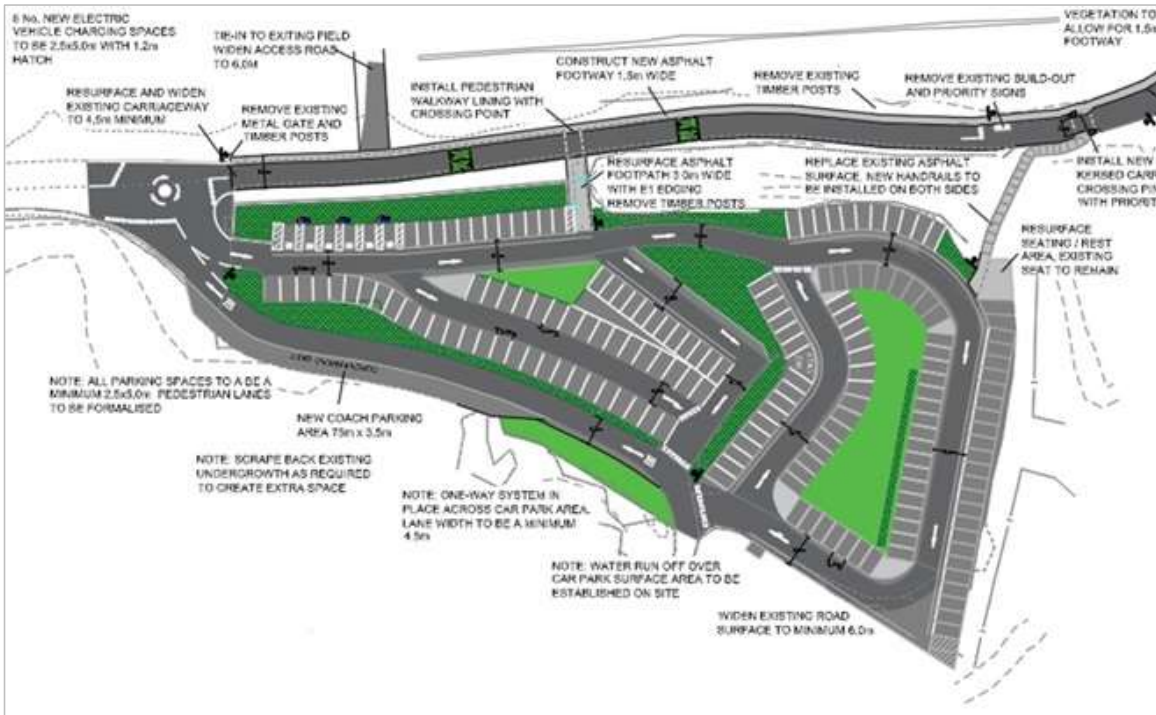 8 No. NEW ELECTRIC
VEHICLE CHARGING SPACES
TO BE 2.5x5.0m WITH 1.2m
HATCH
TIE-IN TO EXITING FIELD
WIDEN ACCESS ROAD
TO 6.0M
VEGETATION TO
ALLOW FOR 1.5m
FOOTWAY
RESURFACE AND WIDEN
EXISTING CARRIAGEWAY
TO 4.5m MINIMUM
REMOVE EXISTING
METAL GATE AND
TIMBER POSTS
INSTALL PEDESTRIAN
WALKWAY LINING WITH
CROSSING POINT
CONSTRUCT NEW ASPHALT
FOOTWAY 1.5m WIDE
REMOVE EXISTING
TIMBER POSTS
REMOVE EXISTING BUILD-OUT
AND PRIORITY SIGNS
RESURFACE ASPHALT
FOOTPATH 3.0m WIDE
WITH E1 EDGING
REMOVE TIMBER POSTS
REPLACE EXISTING ASPHALT
SURFACE, NEW HANDRAILS TO
BE INSTALLED ON BOTH SIDES
INSTALL NEW
KERSED CARR
CROSSING PIN
WITH PRIORIT
RESURFACE
SEATING / REST
AREA, EXISTING
SEAT TO REMAIN
NOTE: ALL PARKING SPACES TO A BE A
MINIMUM 2.5x5.0m PEDESTRIAN LANES
TO BE FORMALISED
NEW COACH PARKING
AREA 75m x 3.5m
NOTE: SCRAPE BACK EXISTING
UNDERGROWTH AS REQUIRED
TO CREATE EXTRA SPACE
NOTE: ONE-WAY SYSTEM IN
PLACE ACROSS CAR PARK AREA.
LANE WIDTH TO BE A MINIMUM
4.5m
NOTE: WATER RUN OFF OVER
CAR PARK SURFACE AREA TO BE
ESTABLISHED ON SITE
WIDEN EXISTING ROAD
SURFACE TO MINIMUM 6.0m